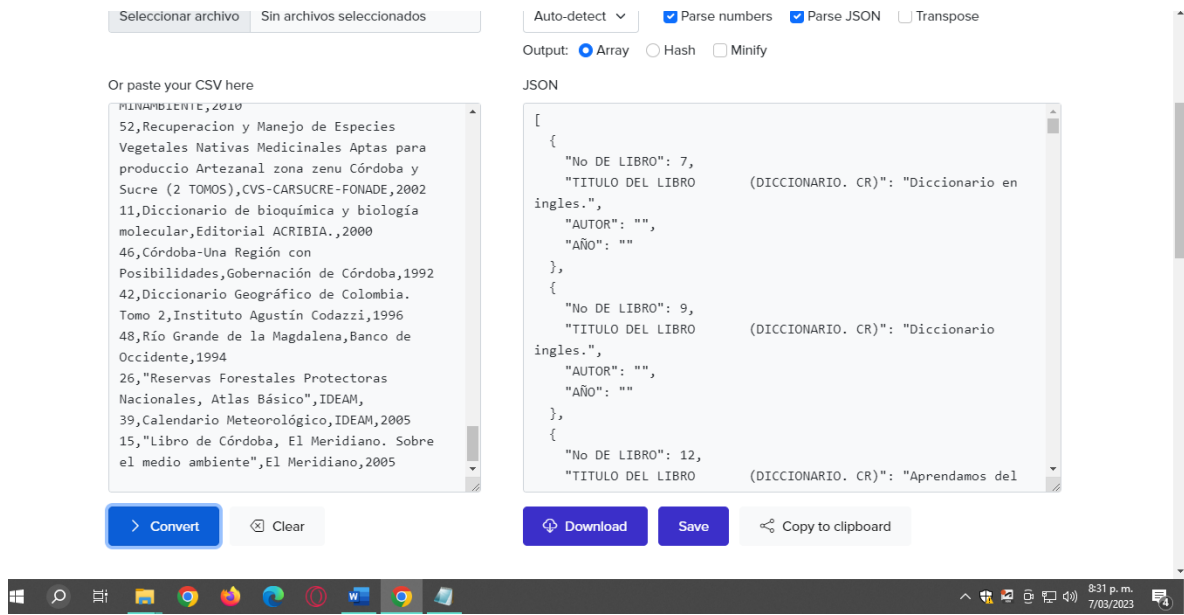 Seleccionar archivo Sin archivos seleccionados
Auto-detect Parse numbers Parse JSON Transpose
Output: Array Hash Minify
Or paste your CSV here
MINAMBIENTE,2010
52,Recuperacion y Manejo de Especies
Vegetales Nativas Medicinales Aptas para
produccio Artezanal zona zenu Córdoba y
Sucre (2 TOMOS),CVS-CARSUCRE-FONADE,2002
11,Diccionario de bioquímica y biología
molecular,Editorial ACRIBIA.,2000
46,Córdoba-Una Región con
Posibilidades,Gobernación de Córdoba,1992
42,Diccionario Geográfico de Colombia.
Tomo 2,Instituto Agustín Codazzi,1996
48,Río Grande de la Magdalena,Banco de
Occidente,1994
26,"Reservas Forestales Protectoras
Nacionales, Atlas Básico",IDEAM,
39,Calendario Meteorológico,IDEAM,2005
15,"Libro de Córdoba, El Meridiano. Sobre
el medio ambiente",El Meridiano,2005
Convert Clear
JSON
[
{
"No DE LIBRO": 7,
"TITULO DEL LIBRO (DICCIONARIO. CR)": "Diccionario en
ingles.",
"AUTOR": "",
"AÑO": ""
},
{
"No DE LIBRO": 9,
"TITULO DEL LIBRO (DICCIONARIO. CR)": "Diccionario
ingles.",
"AUTOR": "",
"AÑO": ""
},
{
"No DE LIBRO": 12,
"TITULO DEL LIBRO (DICCIONARIO. CR)": "Aprendamos del
Download Save Copy to clipboard
8:31 p. m.
7/03/2023
4